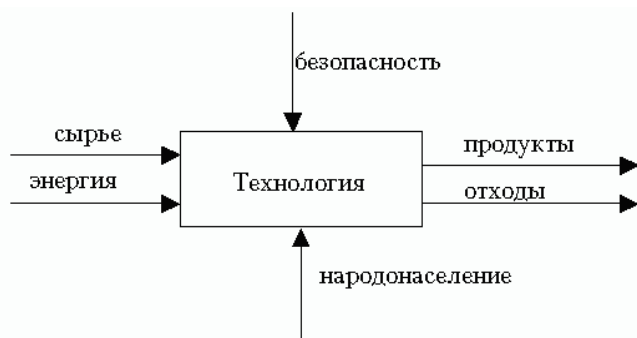 безопасность
сырье
продукты
энергия
Технология
отходы
народонаселение